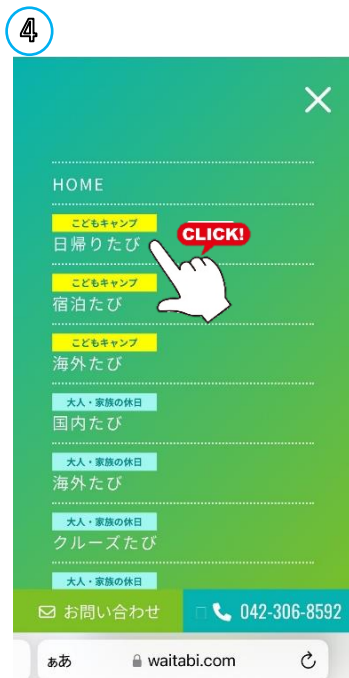 ④
HOME
こどもキャンプ
日帰りたび
CLICK!
こどもキャンプ
宿泊たび
こどもキャンプ
海外たび
大人・家族の休日
国内たび
大人・家族の休日
海外たび
大人・家族の休日
クルーズたび
大人・家族の休日
お問い合わせ 042-306-8592
ぁあ waitabi.com